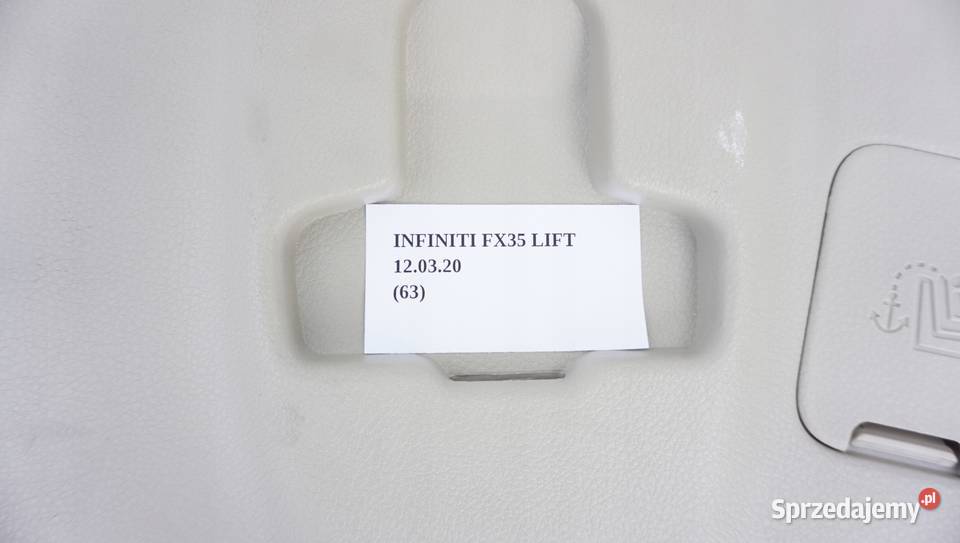 INFINITI FX35 LIFT
12.03.20
(63)
Sprzedajemy.pl